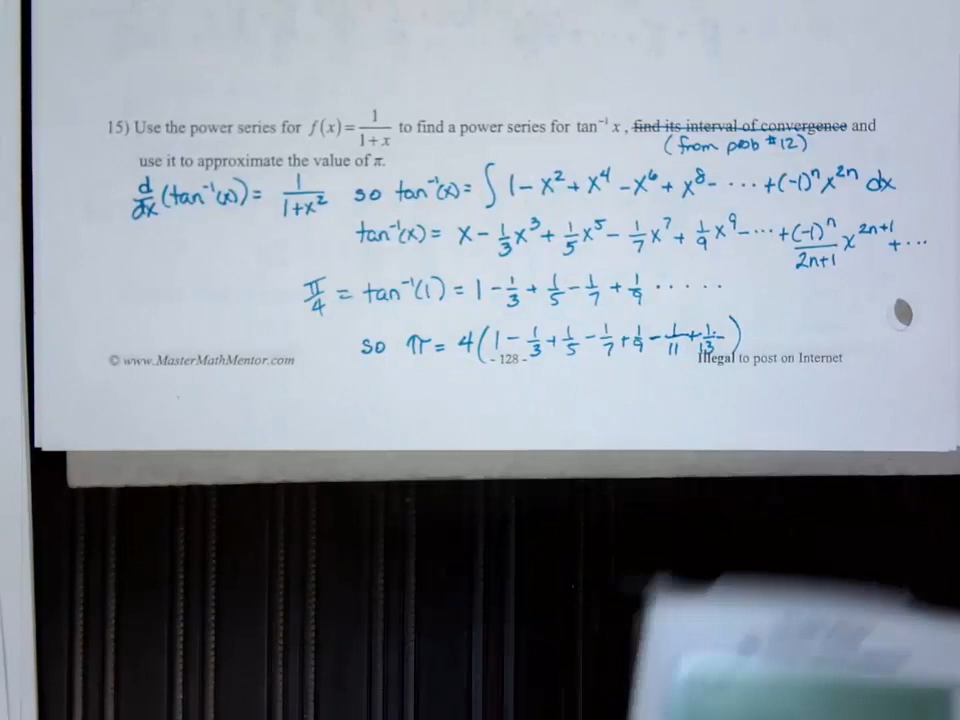 15) Use the power series for f(x)=1/(1+x) to find a power series for tan⁻¹ x, ~~find its interval of convergence~~ and
(from prob #12)
use it to approximate the value of π.
d/dx(tan⁻¹(x)) = 1/(1+x²) so tan⁻¹(x) = ∫ 1 - x² + x⁴ - x⁶ + x⁸ - ⋯ + (-1)ⁿ x²ⁿ dx
tan⁻¹(x) = x - 1/3 x³ + 1/5 x⁵ - 1/7 x⁷ + 1/9 x⁹ - ⋯ + (-1)ⁿ/(2n+1) x²ⁿ⁺¹ + ⋯
π/4 = tan⁻¹(1) = 1 - 1/3 + 1/5 - 1/7 + 1/9 ⋯⋯
so π = 4(1 - 1/3 + 1/5 - 1/7 + 1/9 - 1/11 + 1/13 -)
© www.MasterMathMentor.com - 128 - Illegal to post on Internet